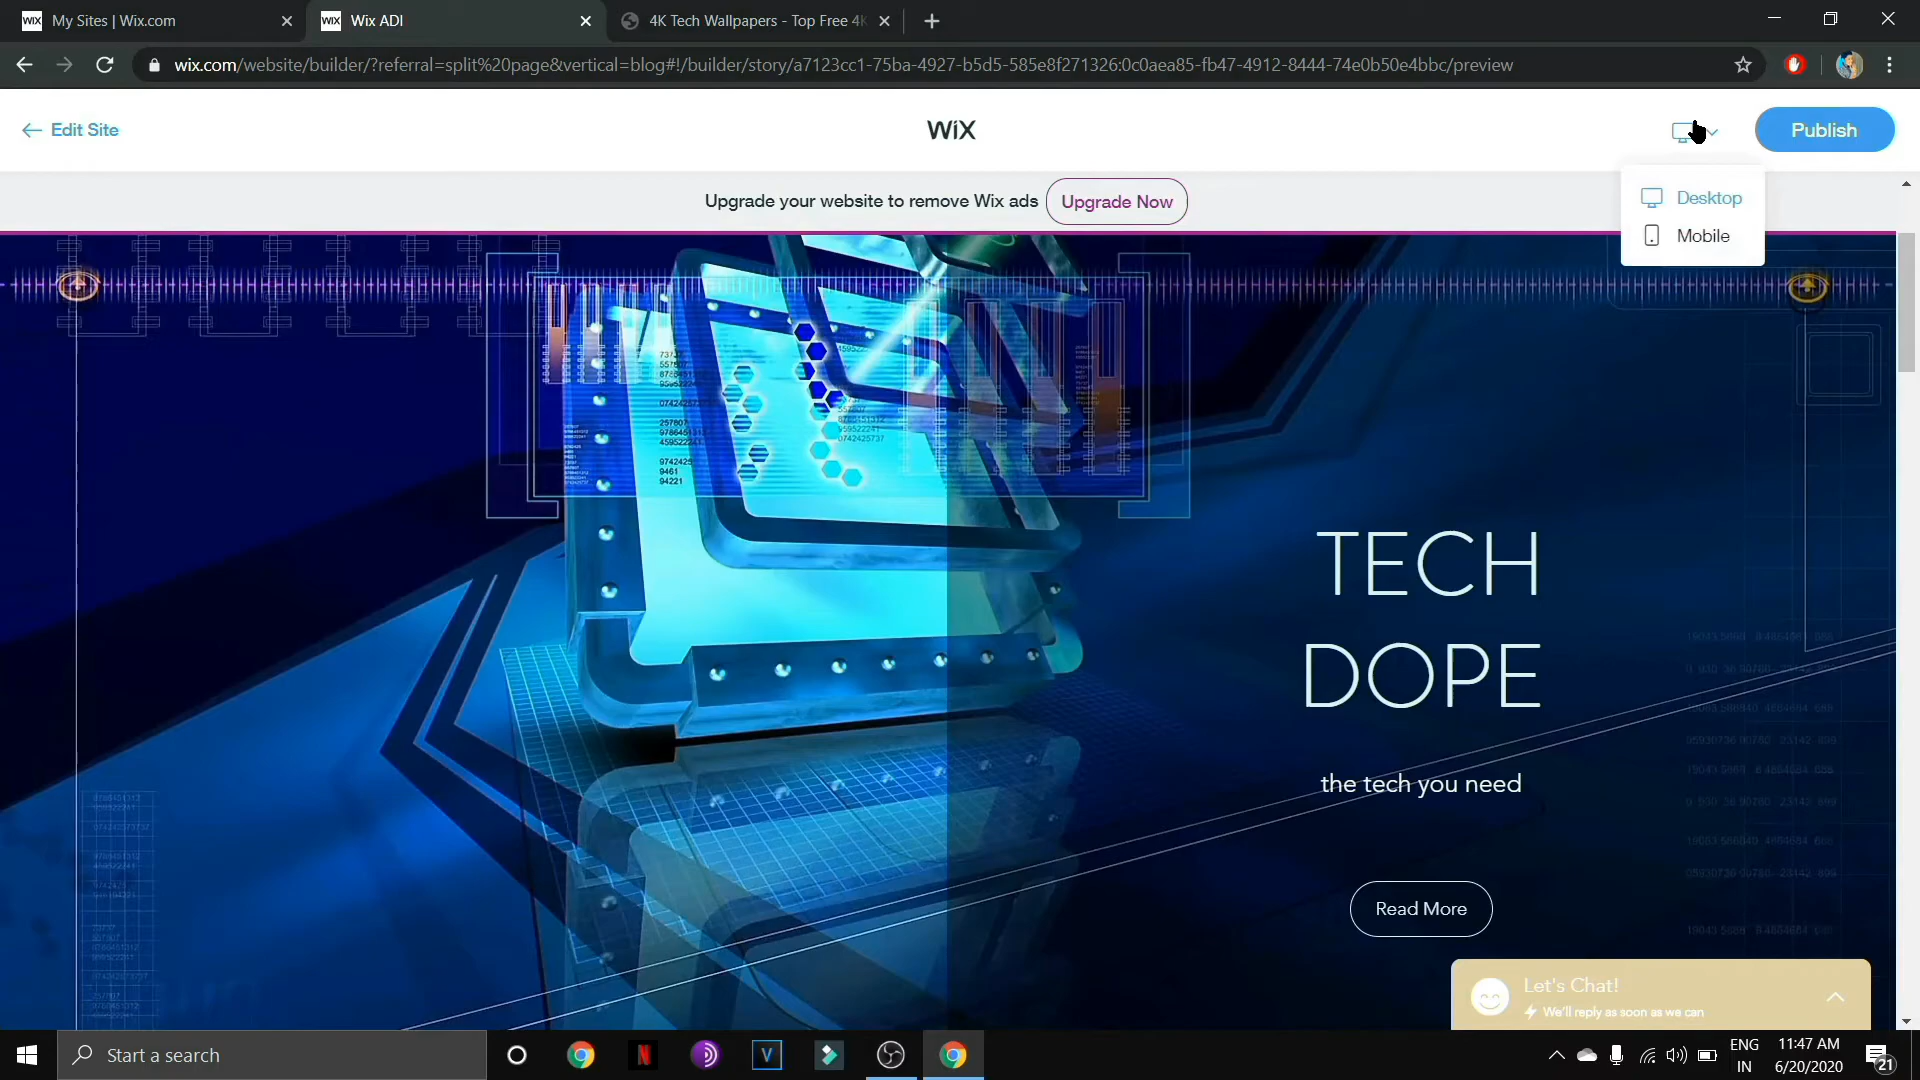 WiX My Sites | Wix.com
WiX Wix ADI
4K Tech Wallpapers - Top Free 4K
wix.com/website/builder/?referral=split%20page&vertical=blog#!/builder/story/a7123cc1-75ba-4927-b5d5-585e8f271326:0c0aea85-fb47-4912-8444-74e0b50e4bbc/preview
Edit Site
WiX
Publish
Desktop
Mobile
Upgrade your website to remove Wix ads
Upgrade Now
TECH
DOPE
the tech you need
Read More
Let's Chat!
We'll reply as soon as we can
Start a search
ENG
IN
11:47 AM
6/20/2020
21